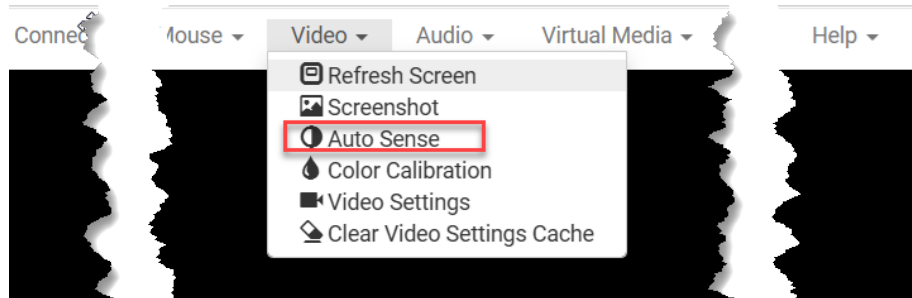 Connec Mouse Video Audio Virtual Media Help
Refresh Screen
Screenshot
Auto Sense
Color Calibration
Video Settings
Clear Video Settings Cache